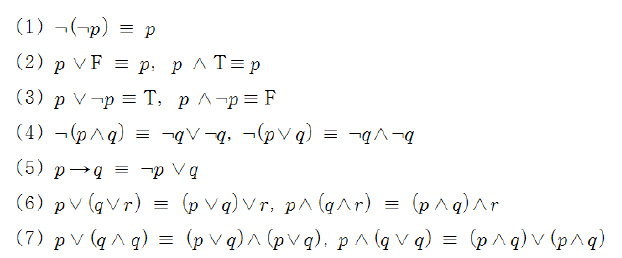 (1) ¬(¬p) ≡ p
(2) p ∨ F ≡ p, p ∧ T≡p
(3) p ∨ ¬p ≡ T, p ∧ ¬p ≡ F
(4) ¬(p∧q) ≡ ¬q∨¬q, ¬(p∨q) ≡ ¬q∧¬q
(5) p→q ≡ ¬p ∨q
(6) p∨(q∨r) ≡ (p∨q)∨r, p∧(q∧r) ≡ (p∧q)∧r
(7) p∨(q∧q) ≡ (p∨q)∧(p∨q), p∧(q∨q) ≡ (p∧q)∨(p∧q)